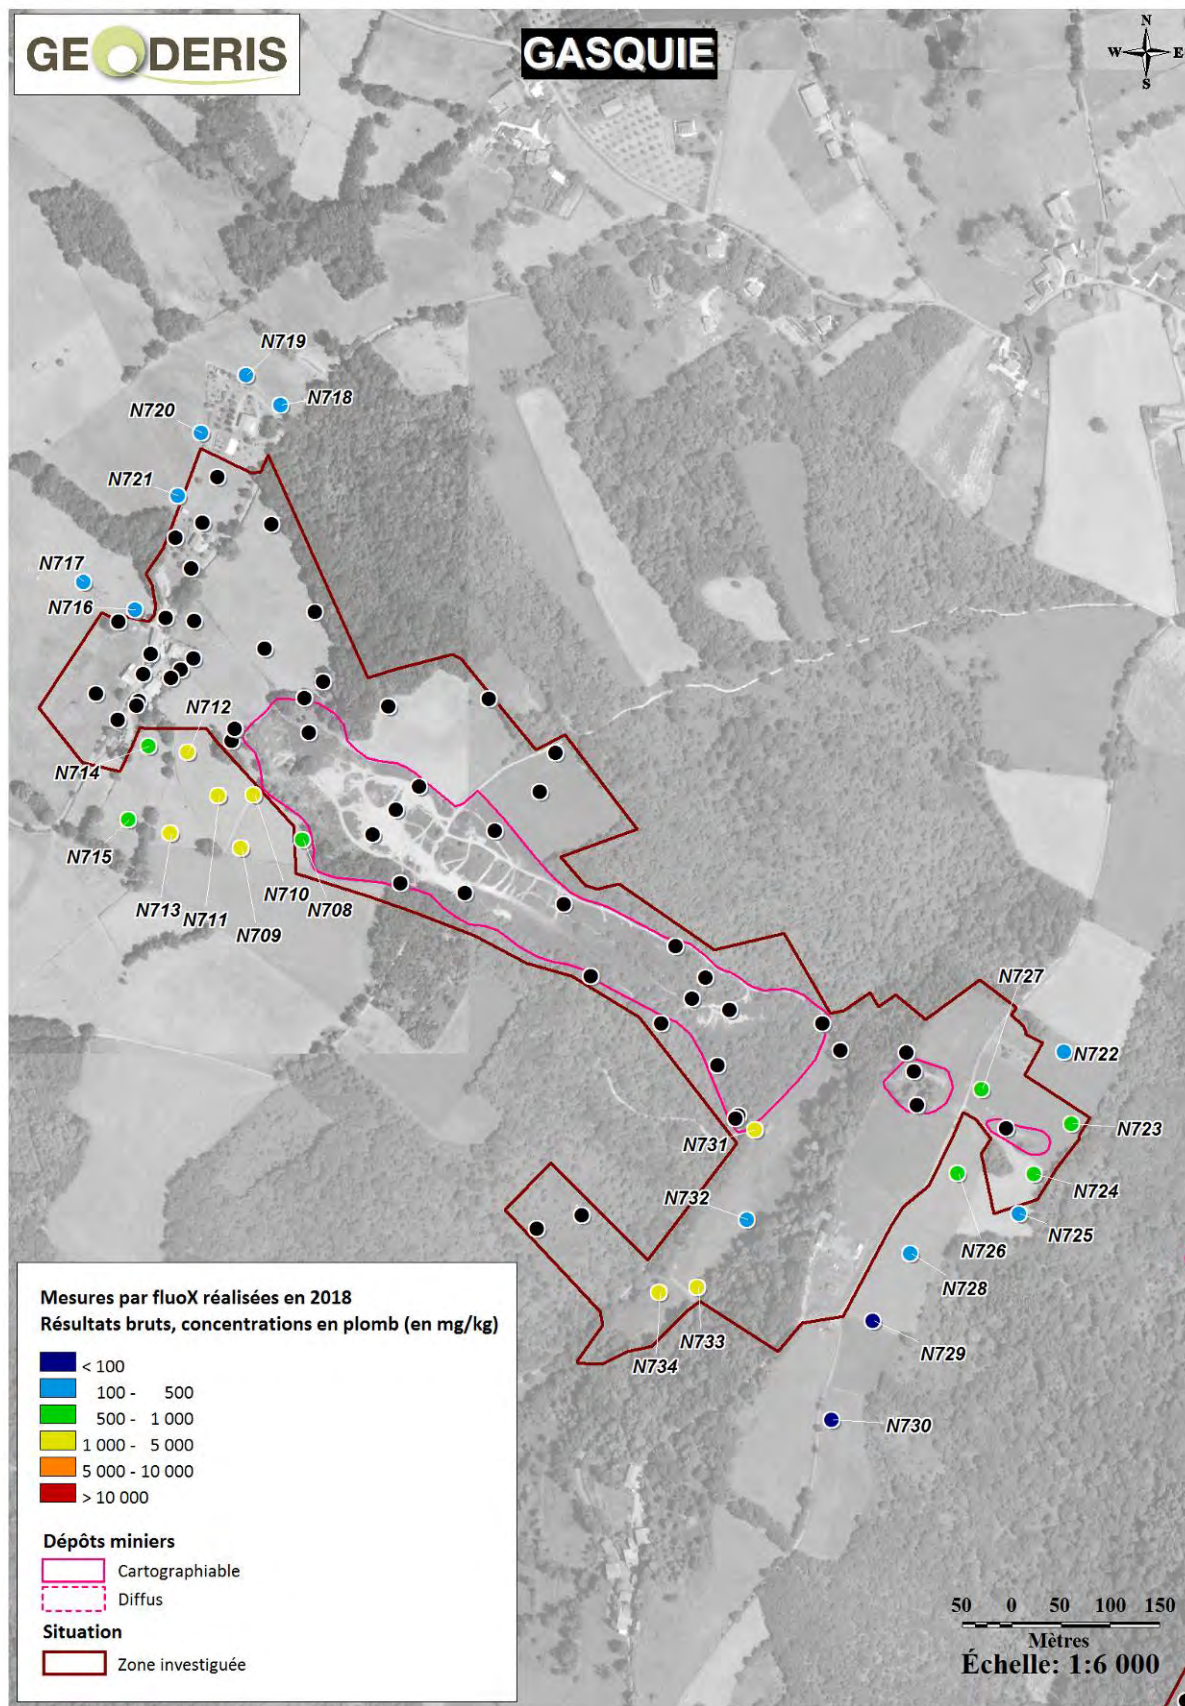 GEODERIS
GASQUIE
N
W E
S
N719
N718
N720
N721
N717
N716
N712
N714
N715
N713
N711
N710
N709
N708
N727
N722
N723
N731
N724
N732
N725
N726
N728
N729
N733
N734
N730
Mesures par fluoX réalisées en 2018
Résultats bruts, concentrations en plomb (en mg/kg)
< 100
100 - 500
500 - 1 000
1 000 - 5 000
5 000 - 10 000
> 10 000
Dépôts miniers
Cartographiable
Diffus
Situation
Zone investiguée
50 0 50 100 150
Mètres
Échelle: 1:6 000